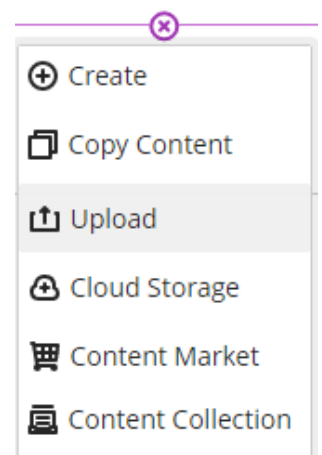 Create
Copy Content
Upload
Cloud Storage
Content Market
Content Collection